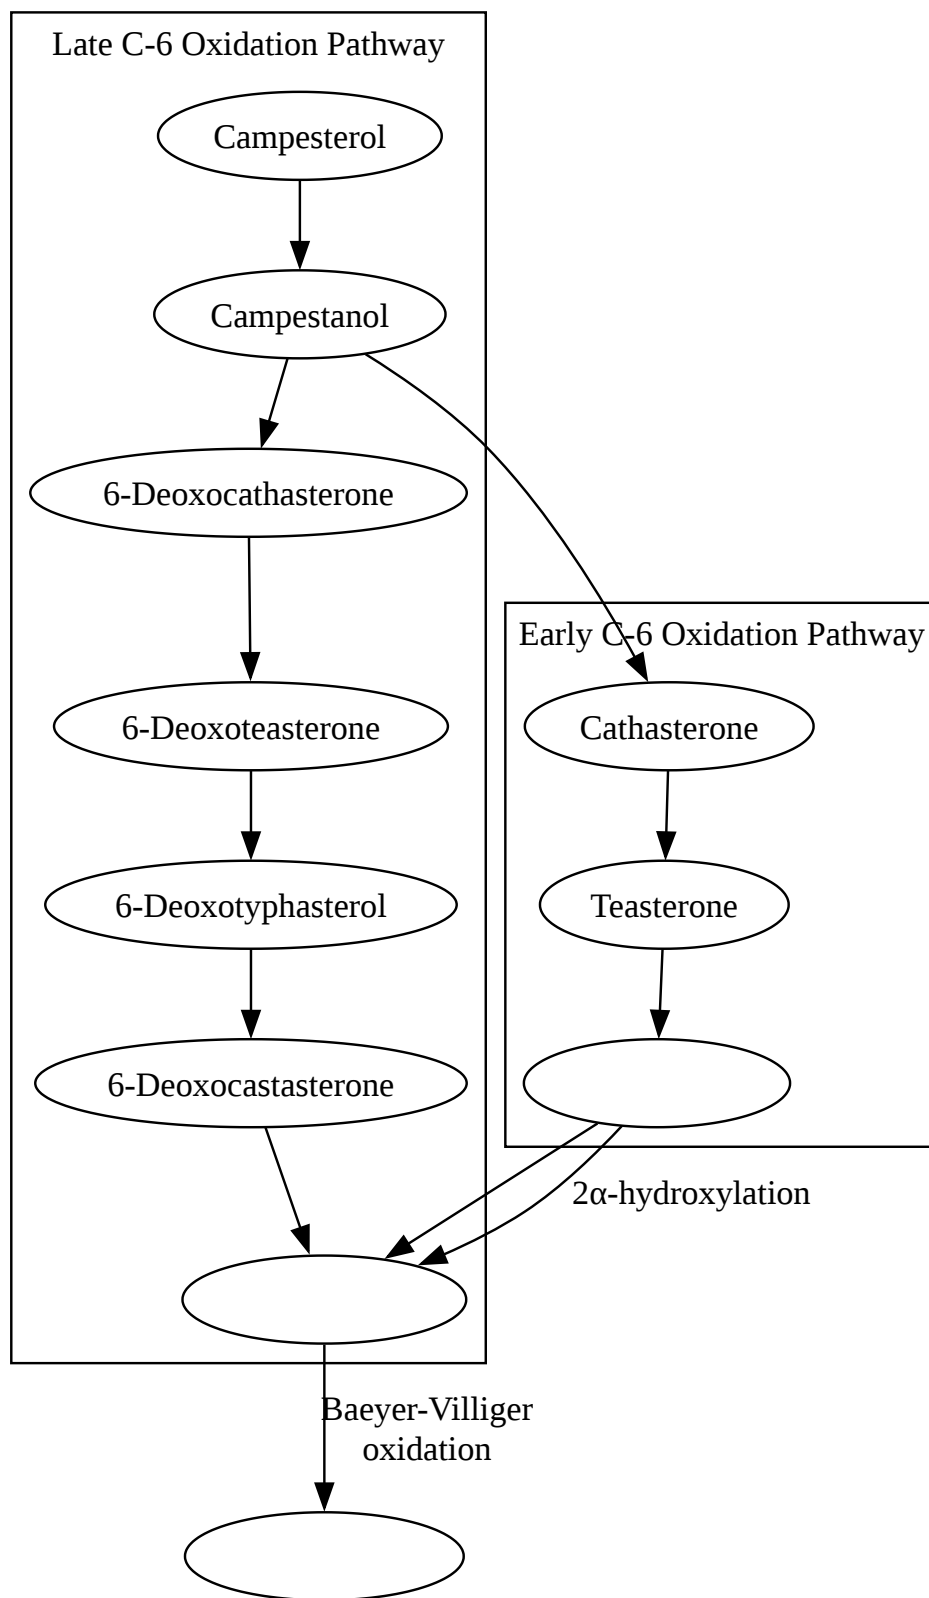 Late C-6 Oxidation Pathway
Campesterol
Campestanol
6-Deoxocathasterone
6-Deoxoteasterone
6-Deoxotyphasterol
6-Deoxocastasterone
Early C-6 Oxidation Pathway
Cathasterone
Teasterone
2α-hydroxylation
Baeyer-Villiger
oxidation